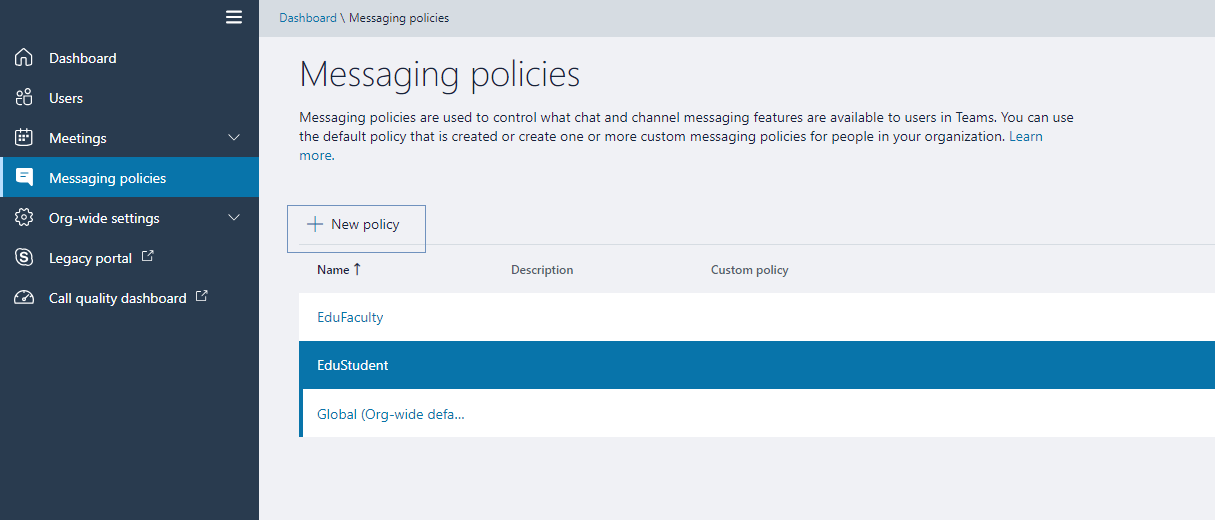 Dashboard \ Messaging policies
Dashboard
Users
Meetings
Messaging policies
Org-wide settings
Legacy portal
Call quality dashboard
Messaging policies
Messaging policies are used to control what chat and channel messaging features are available to users in Teams. You can use
the default policy that is created or create one or more custom messaging policies for people in your organization. Learn
more.
New policy
Name ↑ Description Custom policy
EduFaculty
EduStudent
Global (Org-wide defa...